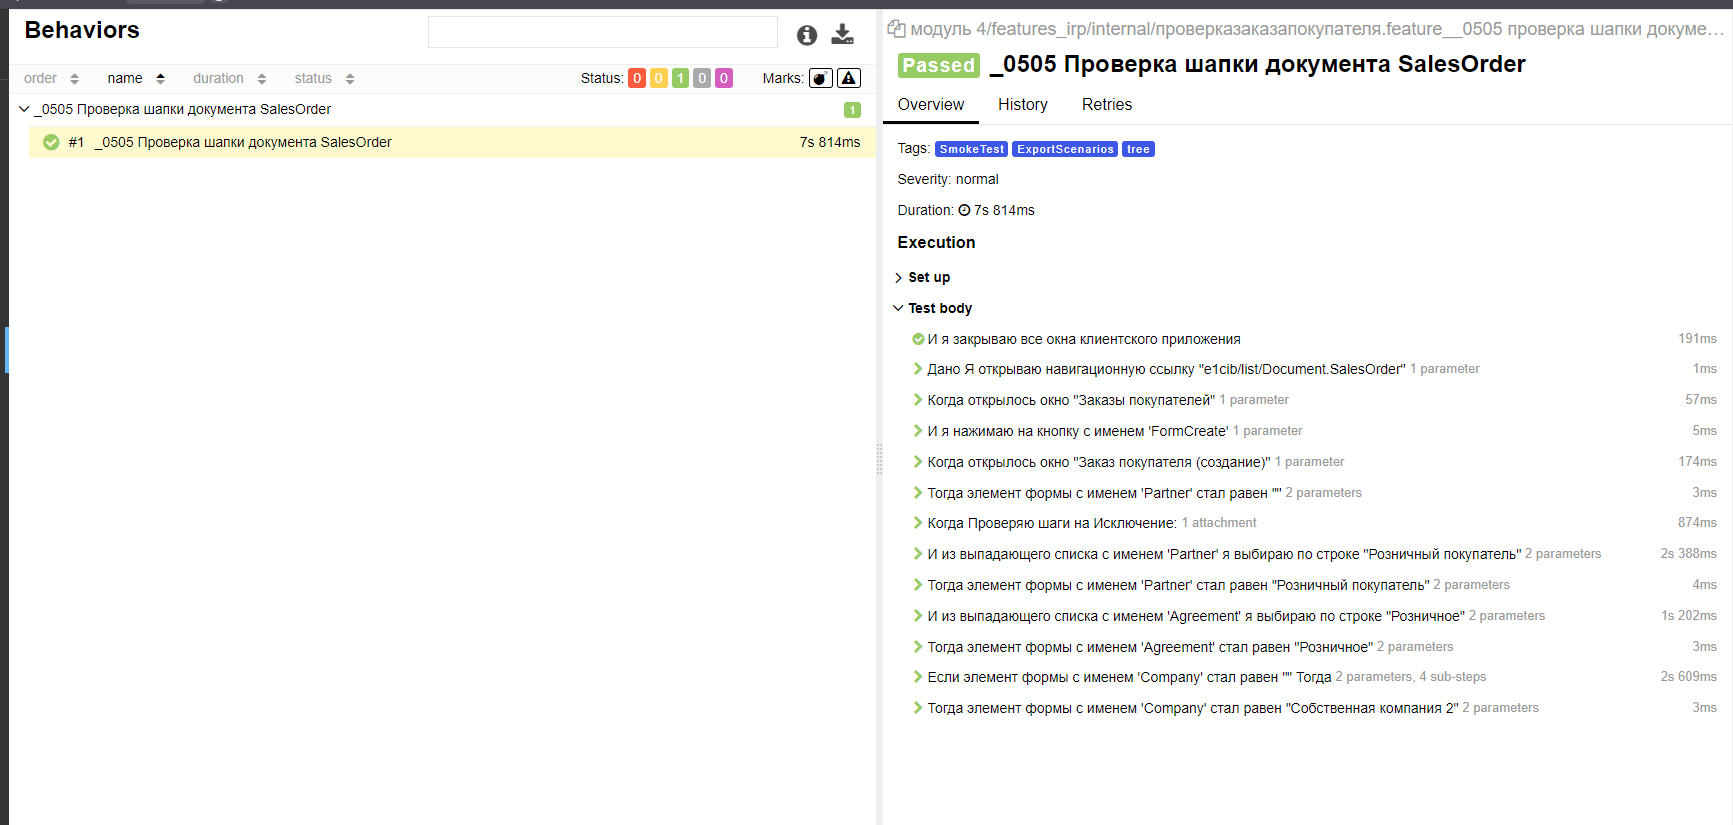 Behaviors
order name duration status Status: 0 0 1 0 0 Marks:
_0505 Проверка шапки документа SalesOrder 1
#1 _0505 Проверка шапки документа SalesOrder 7s 814ms
модуль 4/features_irp/internal/проверказаказапокупателя.feature__0505 проверка шапки докуме…
Passed _0505 Проверка шапки документа SalesOrder
Overview History Retries
Tags: SmokeTest ExportScenarios tree
Severity: normal
Duration: 7s 814ms
Execution
Set up
Test body
И я закрываю все окна клиентского приложения 191ms
Дано Я открываю навигационную ссылку "e1cib/list/Document.SalesOrder" 1 parameter 1ms
Когда открылось окно "Заказы покупателей" 1 parameter 57ms
И я нажимаю на кнопку с именем 'FormCreate' 1 parameter 5ms
Когда открылось окно "Заказ покупателя (создание)" 1 parameter 174ms
Тогда элемент формы с именем 'Partner' стал равен "" 2 parameters 3ms
Когда Проверяю шаги на Исключение: 1 attachment 874ms
И из выпадающего списка с именем 'Partner' я выбираю по строке "Розничный покупатель" 2 parameters 2s 388ms
Тогда элемент формы с именем 'Partner' стал равен "Розничный покупатель" 2 parameters 4ms
И из выпадающего списка с именем 'Agreement' я выбираю по строке "Розничное" 2 parameters 1s 202ms
Тогда элемент формы с именем 'Agreement' стал равен "Розничное" 2 parameters 3ms
Если элемент формы с именем 'Company' стал равен "" Тогда 2 parameters, 4 sub-steps 2s 609ms
Тогда элемент формы с именем 'Company' стал равен "Собственная компания 2" 2 parameters 3ms